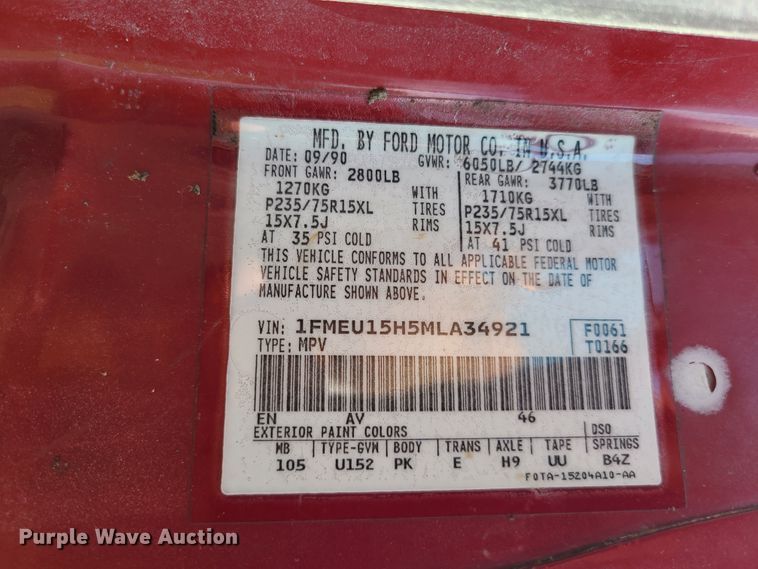 MFD. BY FORD MOTOR CO. IN U.S.A.
DATE: 09/90 GVWR: 6050LB/ 2744KG
FRONT GAWR: 2800LB REAR GAWR: 3770LB
1270KG WITH 1710KG WITH
P235/75R15XL TIRES P235/75R15XL TIRES
15X7.5J RIMS 15X7.5J RIMS
AT 35 PSI COLD AT 41 PSI COLD
THIS VEHICLE CONFORMS TO ALL APPLICABLE FEDERAL MOTOR
VEHICLE SAFETY STANDARDS IN EFFECT ON THE DATE OF
MANUFACTURE SHOWN ABOVE.
VIN: 1FMEU15H5MLA34921 F0061
TYPE: MPV T0166
EN AV 46
EXTERIOR PAINT COLORS DSO
WB TYPE-GVM BODY TRANS AXLE TAPE SPRINGS
105 U152 PK E H9 UU B4Z
F0TA-15204A10-AA
Purple Wave Auction